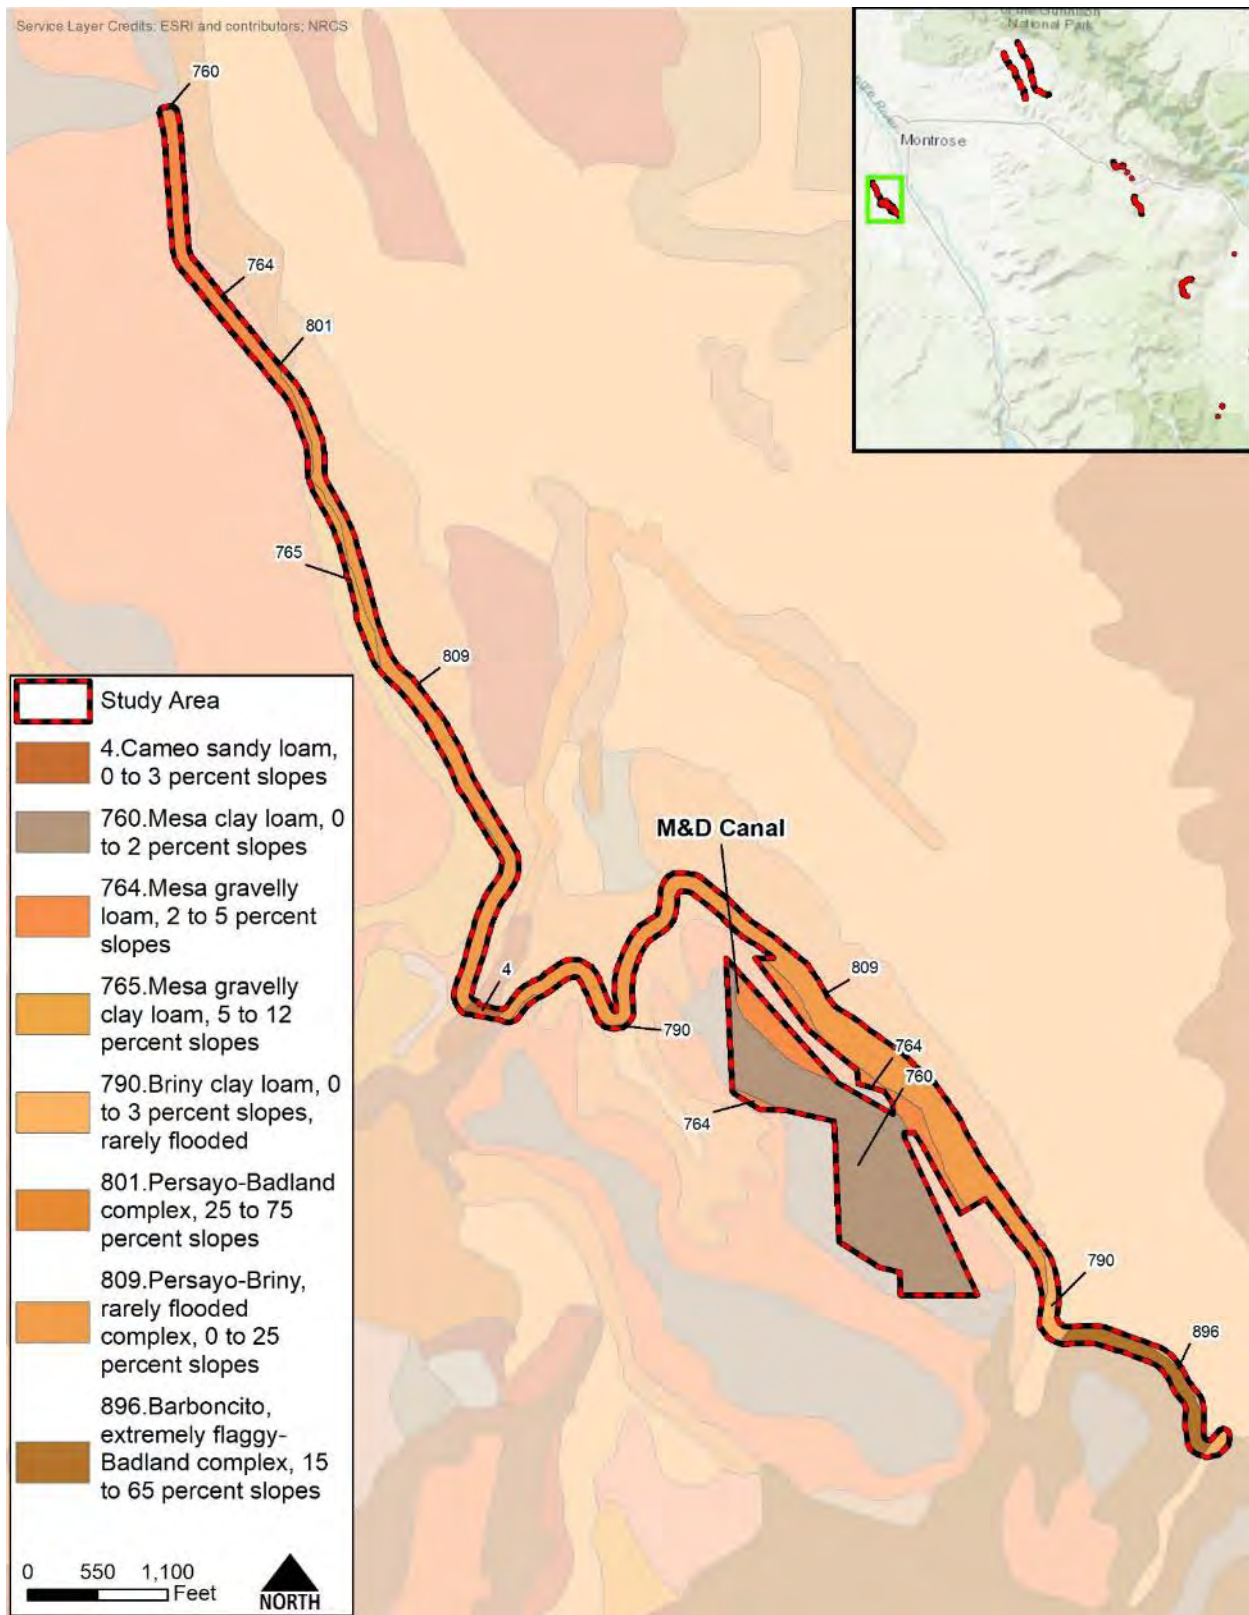 Service Layer Credits: ESRI and contributors; NRCS
National Park
Montrose
760
764
801
765
809
M&D Canal
4
790
809
764
760
764
790
896
Study Area
4.Cameo sandy loam,
0 to 3 percent slopes
760.Mesa clay loam, 0
to 2 percent slopes
764.Mesa gravelly
loam, 2 to 5 percent
slopes
765.Mesa gravelly
clay loam, 5 to 12
percent slopes
790.Briny clay loam, 0
to 3 percent slopes,
rarely flooded
801.Persayo-Badland
complex, 25 to 75
percent slopes
809.Persayo-Briny,
rarely flooded
complex, 0 to 25
percent slopes
896.Barboncito,
extremely flaggy-
Badland complex, 15
to 65 percent slopes
0 550 1,100
Feet
NORTH